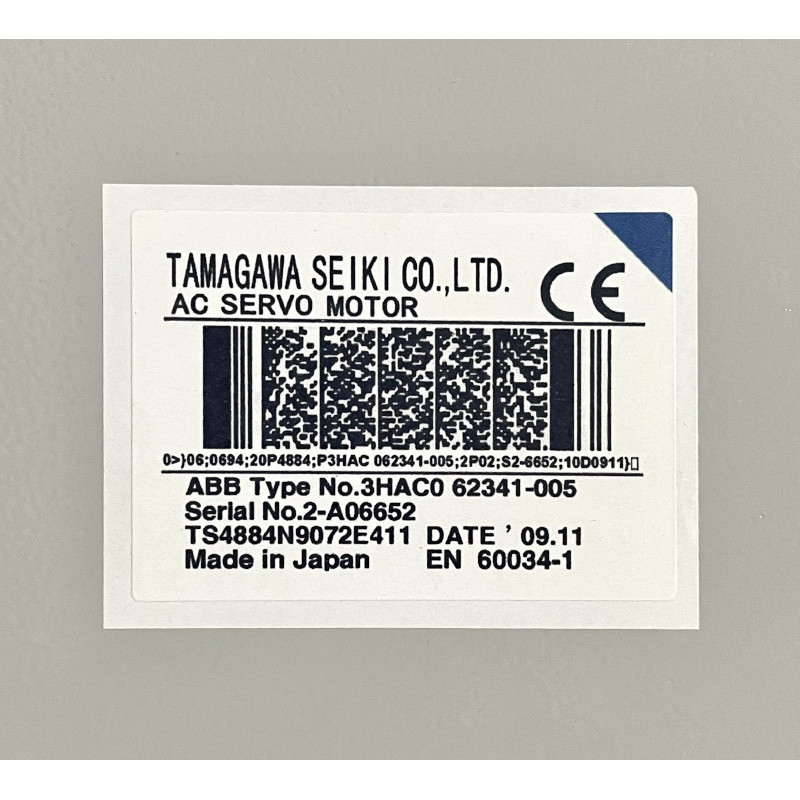 TAMAGAWA SEIKI CO.,LTD.
CE
AC SERVO MOTOR
0>}06;0694;20P4884;P3HAC 062341-005;2P02;S2-6652;10D0911}□
ABB Type No.3HAC0 62341-005
Serial No.2-A06652
TS4884N9072E411 DATE ’ 09.11
Made in Japan EN 60034-1